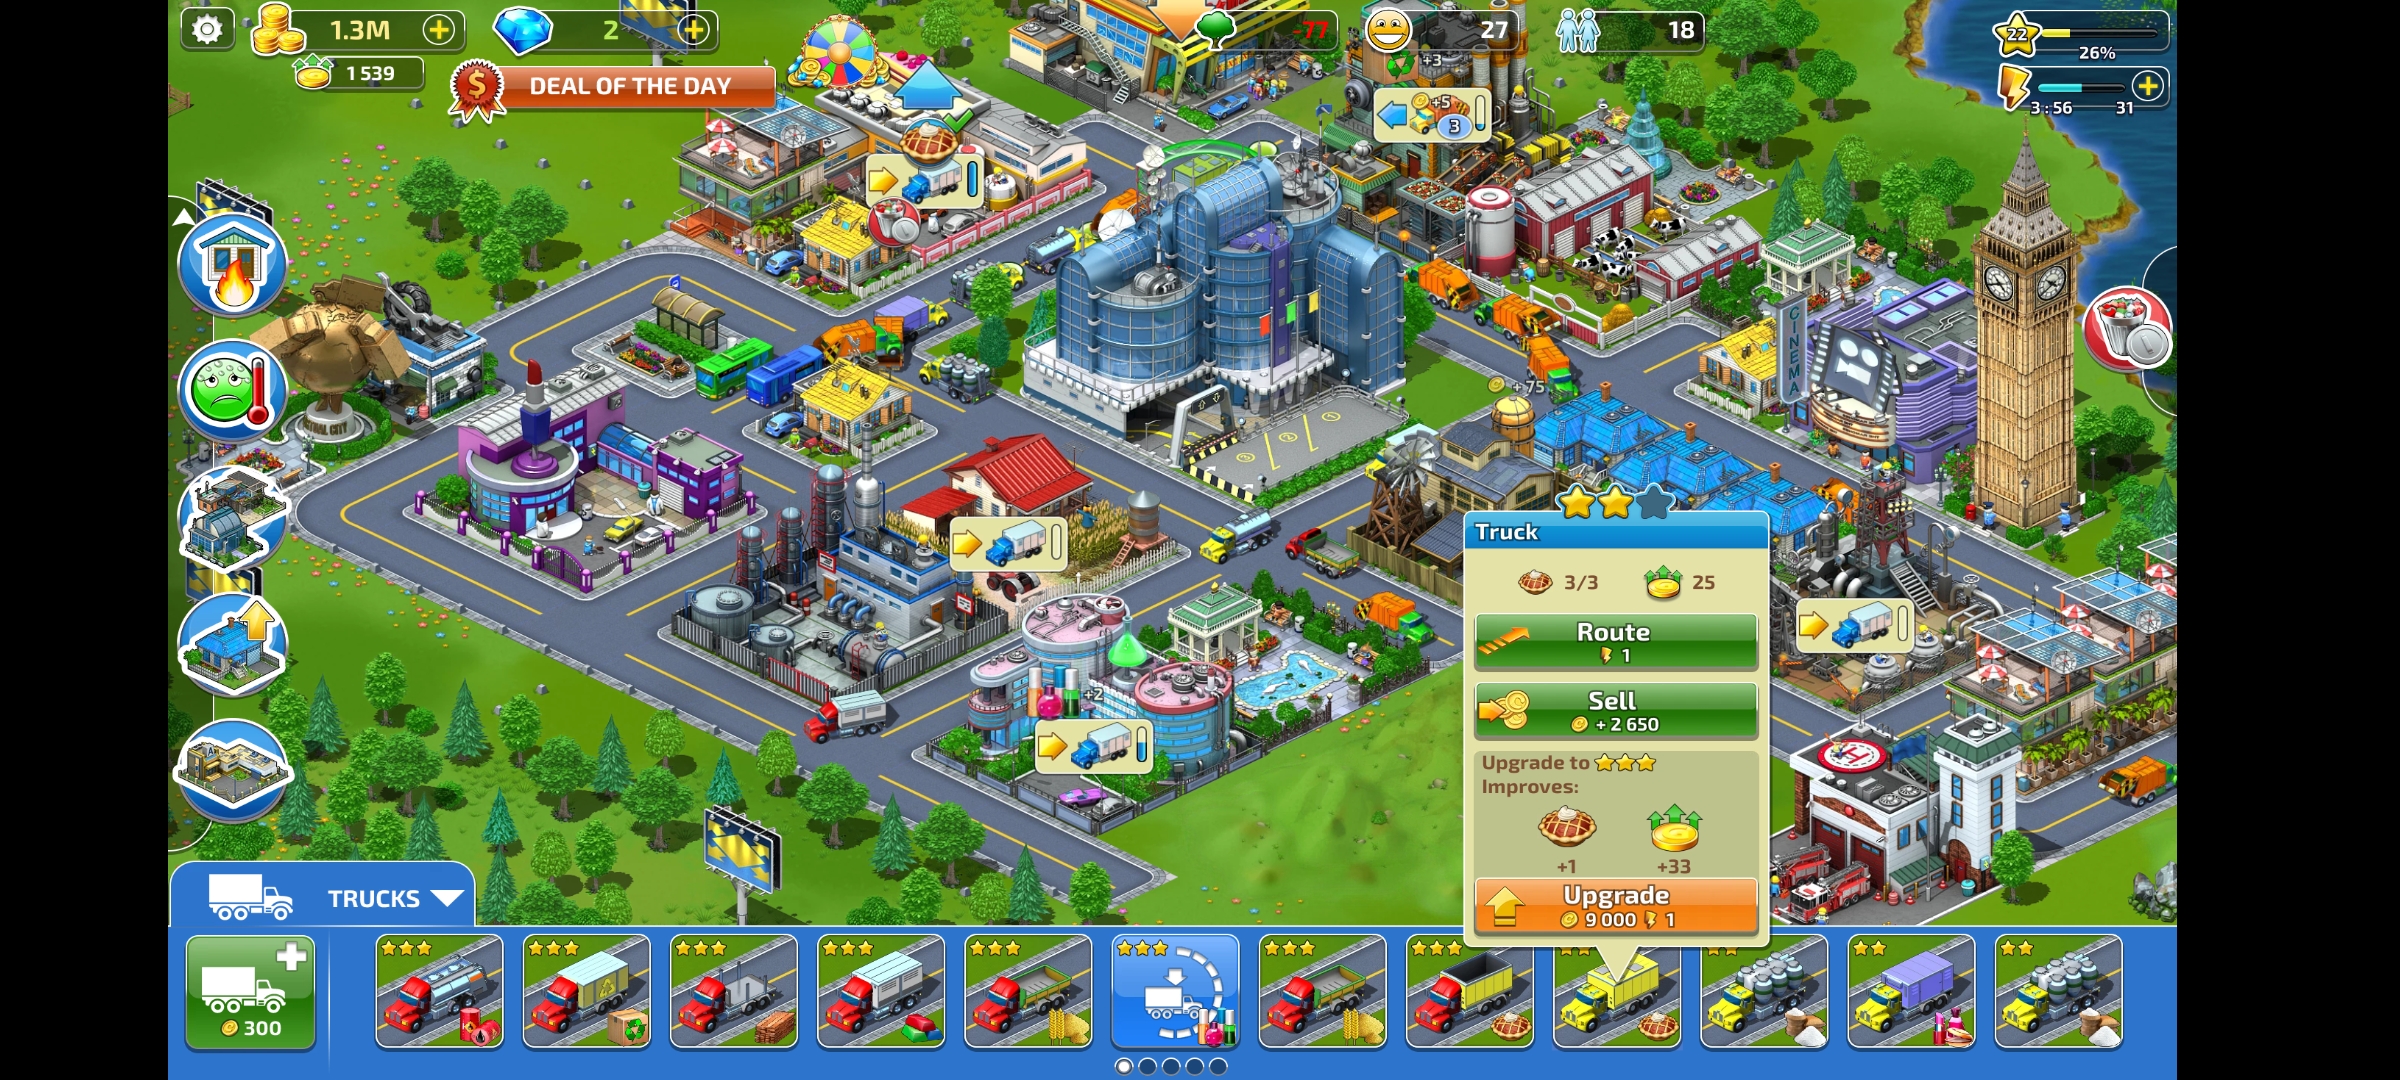 1.3M
2
-77
27
18
22
26%
1 539
DEAL OF THE DAY
3:56
31
+3
+5
3
+75
CINEMA
Truck
3/3
25
Route
1
Sell
+ 2 650
Upgrade to
Improves:
+1
+33
Upgrade
9 000
1
+2
H
TRUCKS
300